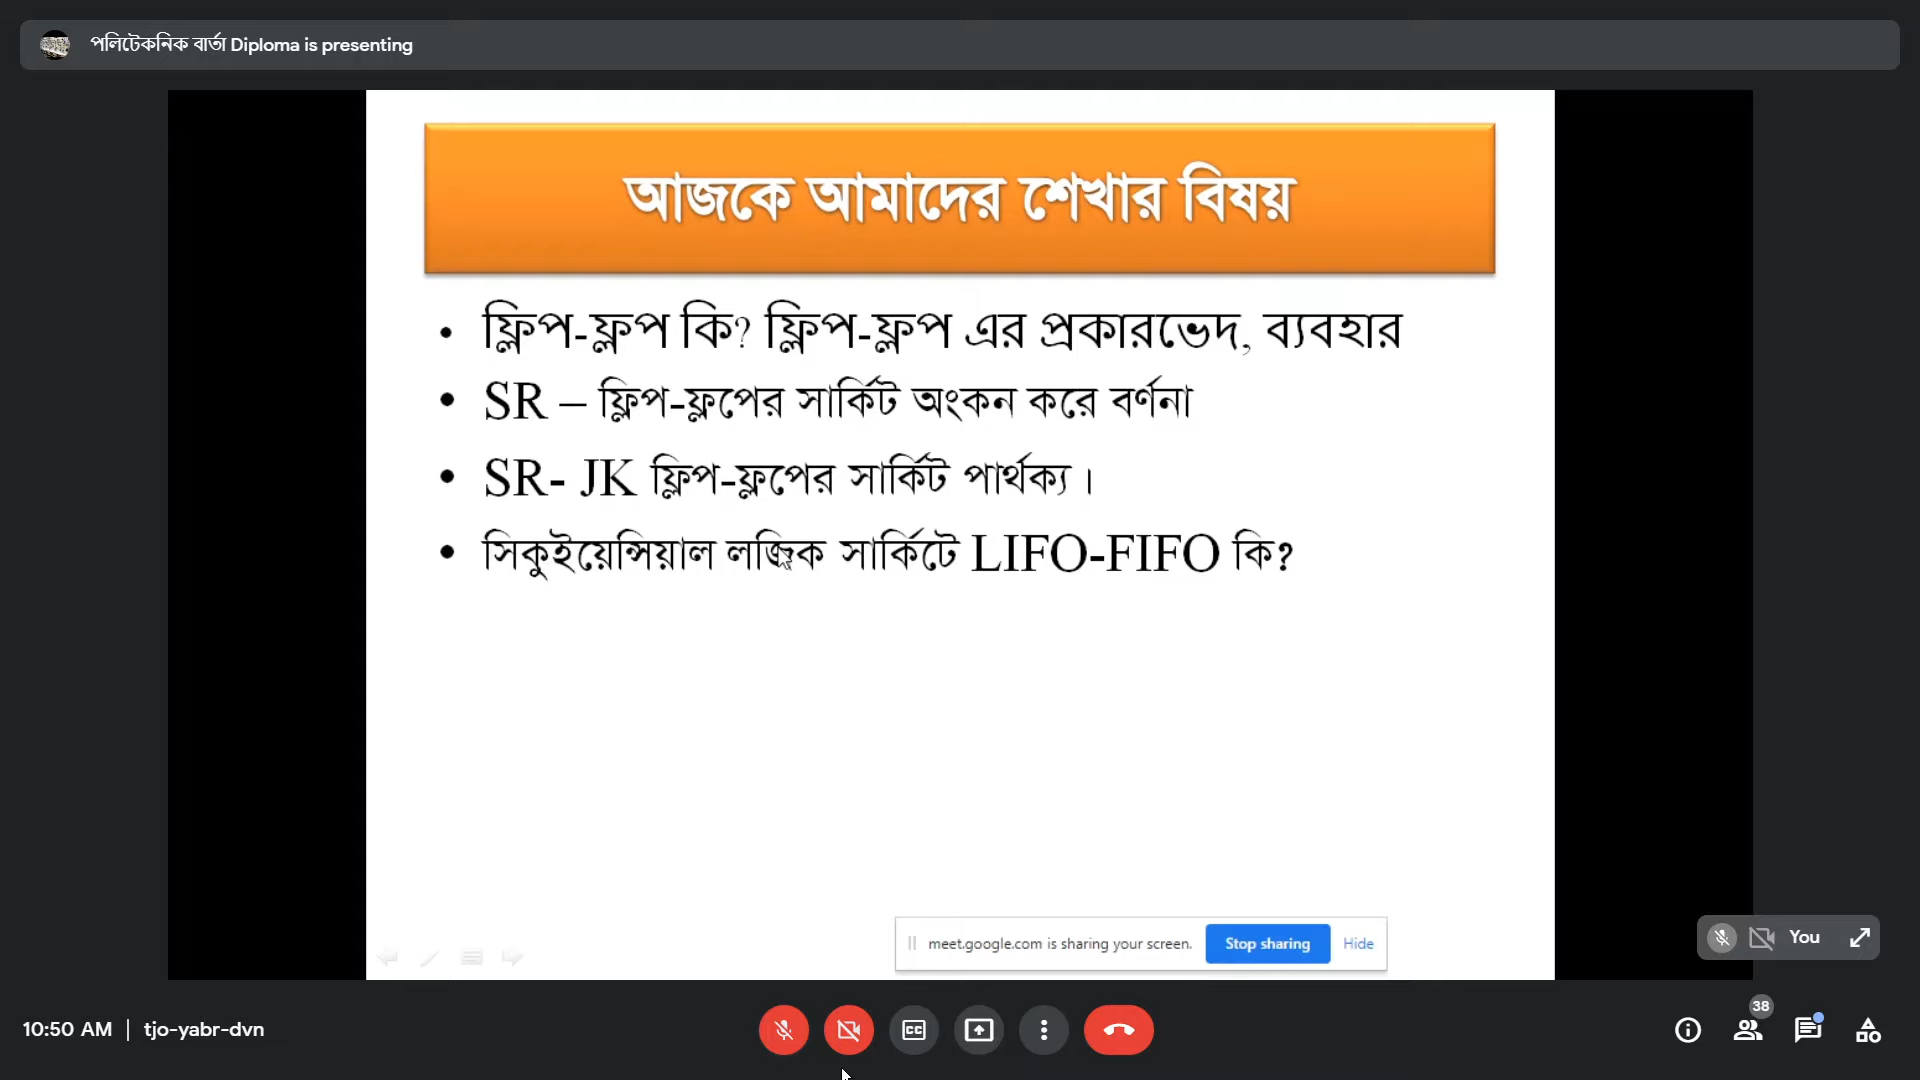 পলিটেকনিক বার্তা Diploma is presenting
আজকে আমাদের শেখার বিষয়
• ফ্লিপ-ফ্লপ কি? ফ্লিপ-ফ্লপ এর প্রকারভেদ, ব্যবহার
• SR – ফ্লিপ-ফ্লপের সার্কিট অংকন করে বর্ণনা
• SR- JK ফ্লিপ-ফ্লপের সার্কিট পার্থক্য।
• সিকুইয়েন্সিয়াল লজিক সার্কিটে LIFO-FIFO কি?
meet.google.com is sharing your screen. Stop sharing Hide
You
38
10:50 AM | tjo-yabr-dvn